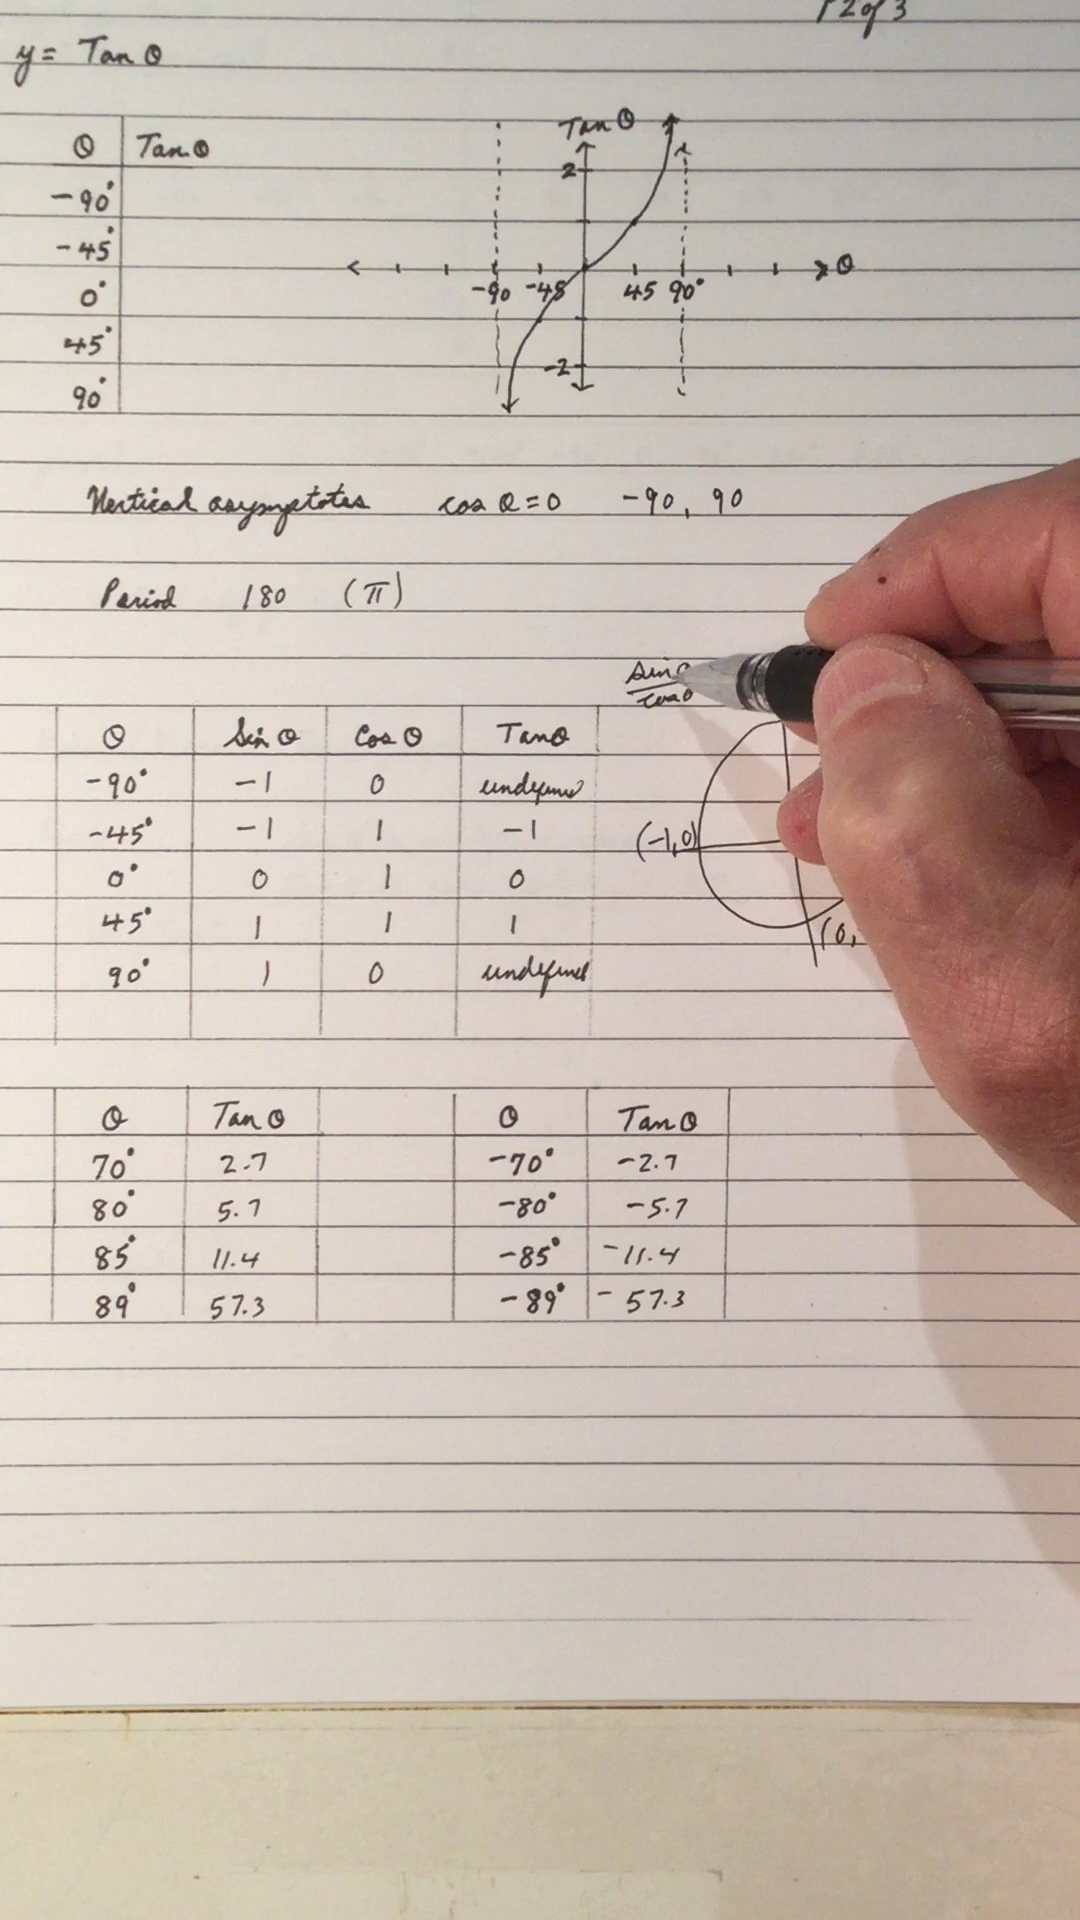 P2 of 3
y = Tan θ
θ Tan θ
-90°
-45°
0°
45°
90°
Tan θ
2
-90 -45 45 90° θ
-2
Vertical asymptotes cos θ = 0 -90, 90
Period 180 (π)
sin θ
cos θ
θ Sin θ Cos θ Tan θ
-90° -1 0 undefined
-45° -1 1 -1
0° 0 1 0
45° 1 1 1
90° 1 0 undefined
(-1,0)
(0,
θ Tan θ θ Tan θ
70° 2.7 -70° -2.7
80° 5.7 -80° -5.7
85° 11.4 -85° -11.4
89° 57.3 -89° -57.3